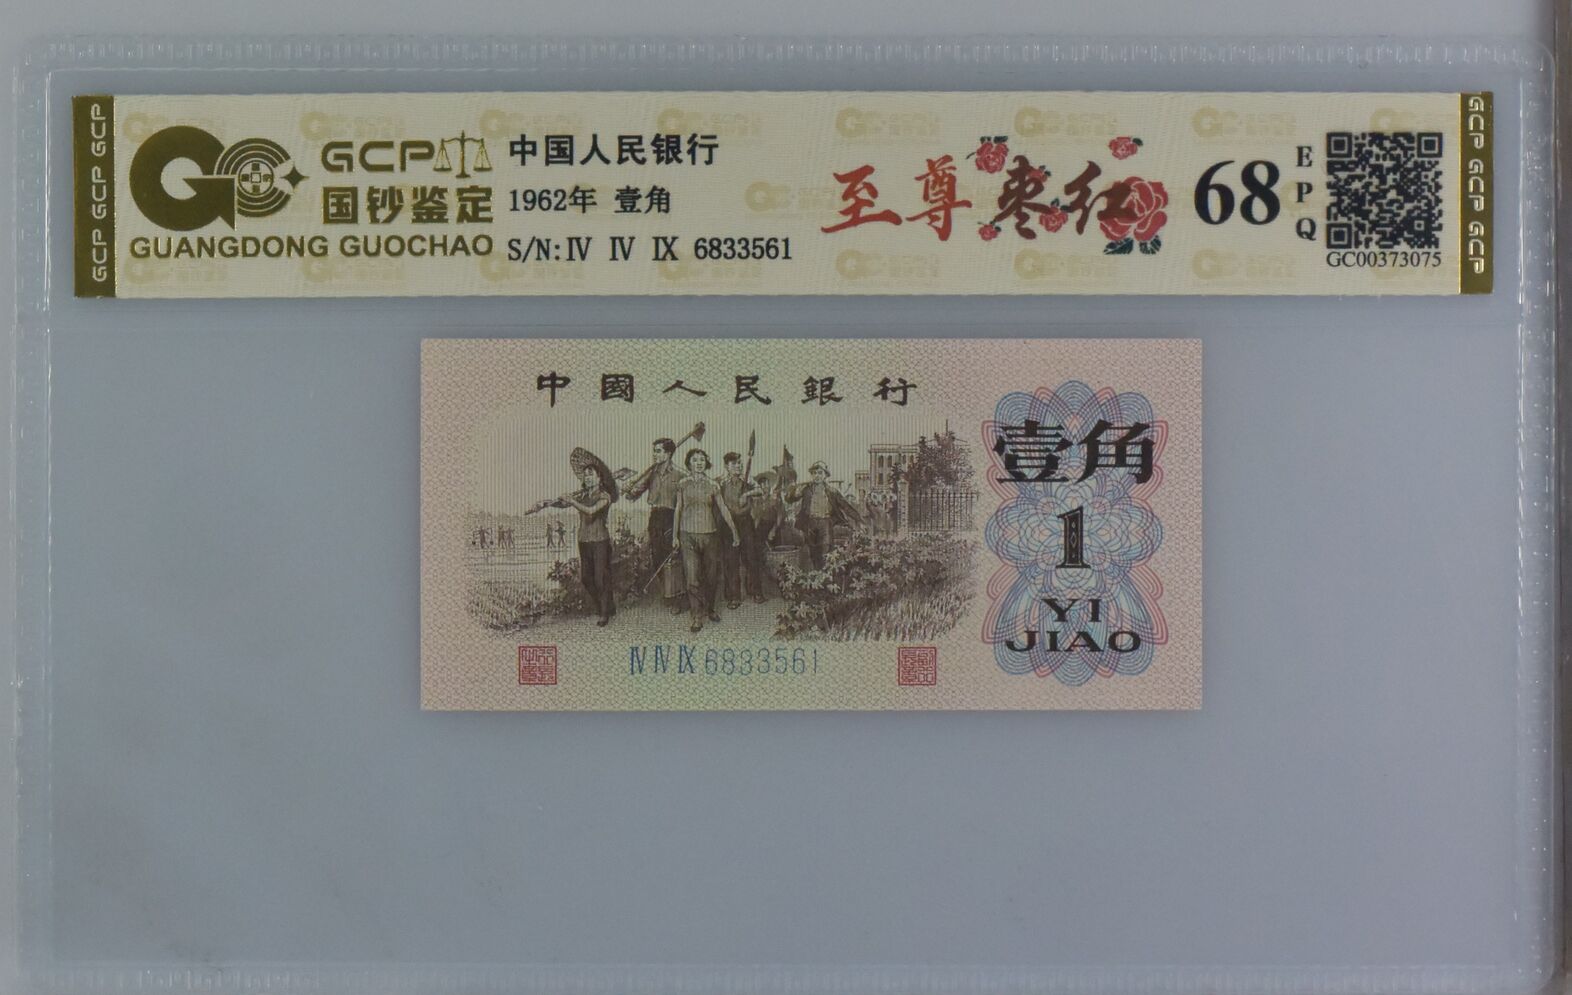 GCP GCP GCP
GCP
国钞鉴定
GUANGDONG GUOCHAO
中国人民银行
1962年 壹角
S/N: IV IV IX 6833561
至尊枣红
68
EPQ
GC00373075
GCP GCP GCP
中國人民銀行
壹角
1
YI
JIAO
IV IV IX 6833561